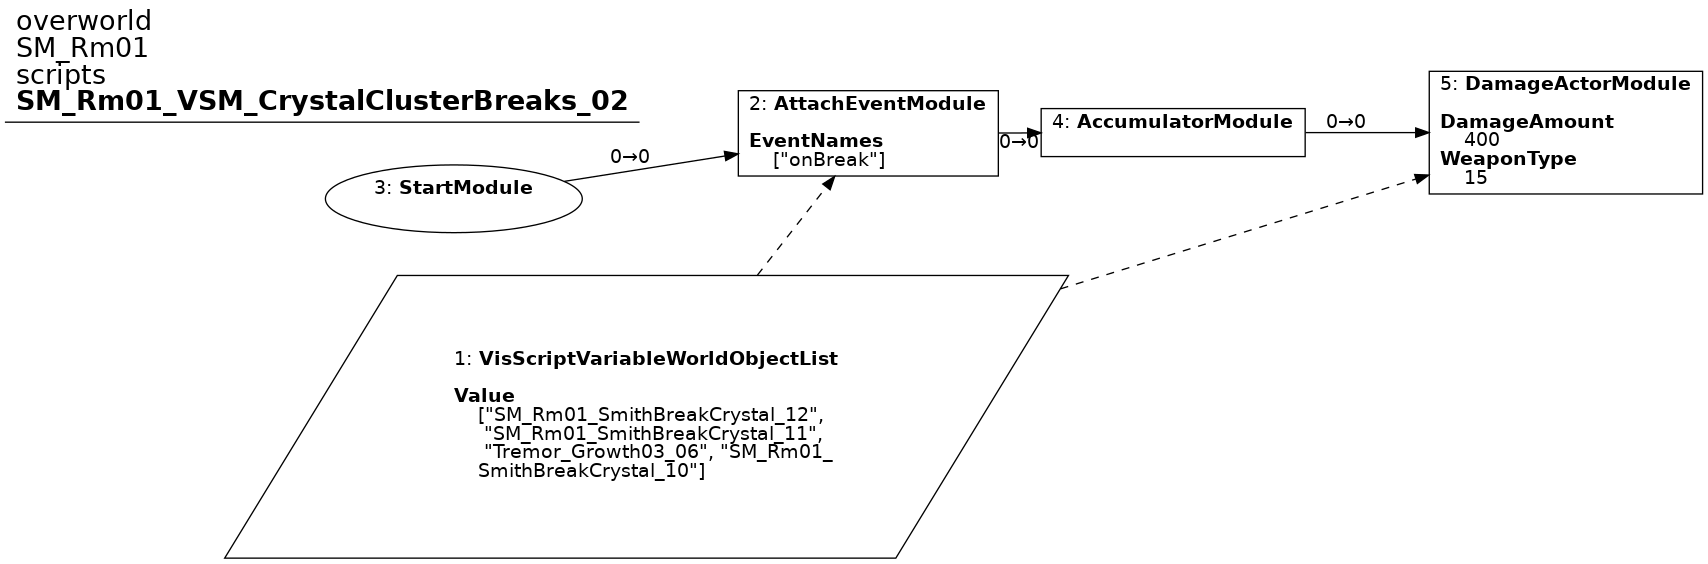 overworld
SM_Rm01
scripts
SM_Rm01_VSM_CrystalClusterBreaks_02
3: StartModule
0→0
2: AttachEventModule
EventNames
["onBreak"]
0→0
4: AccumulatorModule
0→0
5: DamageActorModule
DamageAmount
400
WeaponType
15
1: VisScriptVariableWorldObjectList
Value
["SM_Rm01_SmithBreakCrystal_12",
"SM_Rm01_SmithBreakCrystal_11",
"Tremor_Growth03_06", "SM_Rm01_
SmithBreakCrystal_10"]